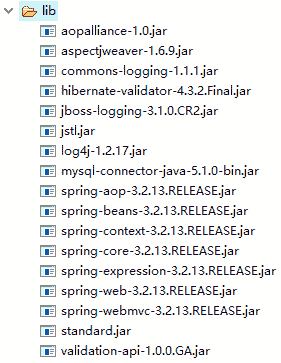 lib
aopalliance-1.0.jar
aspectjweaver-1.6.9.jar
commons-logging-1.1.1.jar
hibernate-validator-4.3.2.Final.jar
jboss-logging-3.1.0.CR2.jar
jstl.jar
log4j-1.2.17.jar
mysql-connector-java-5.1.0-bin.jar
spring-aop-3.2.13.RELEASE.jar
spring-beans-3.2.13.RELEASE.jar
spring-context-3.2.13.RELEASE.jar
spring-core-3.2.13.RELEASE.jar
spring-expression-3.2.13.RELEASE.jar
spring-web-3.2.13.RELEASE.jar
spring-webmvc-3.2.13.RELEASE.jar
standard.jar
validation-api-1.0.0.GA.jar